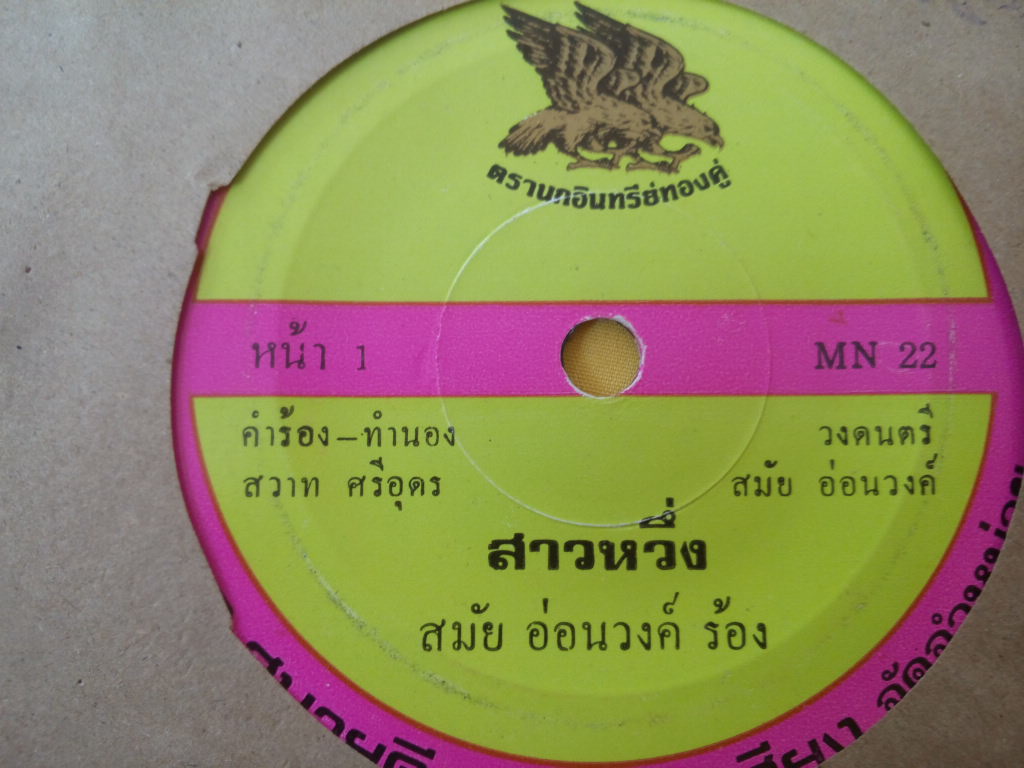 ตรานกอินทรีย์ทองคู่
หน้า 1
MN 22
คำร้อง–ทำนอง
สวาท ศรีอุดร
วงดนตรี
สมัย อ่อนวงค์
สาวหวึ่ง
สมัย อ่อนวงค์ ร้อง